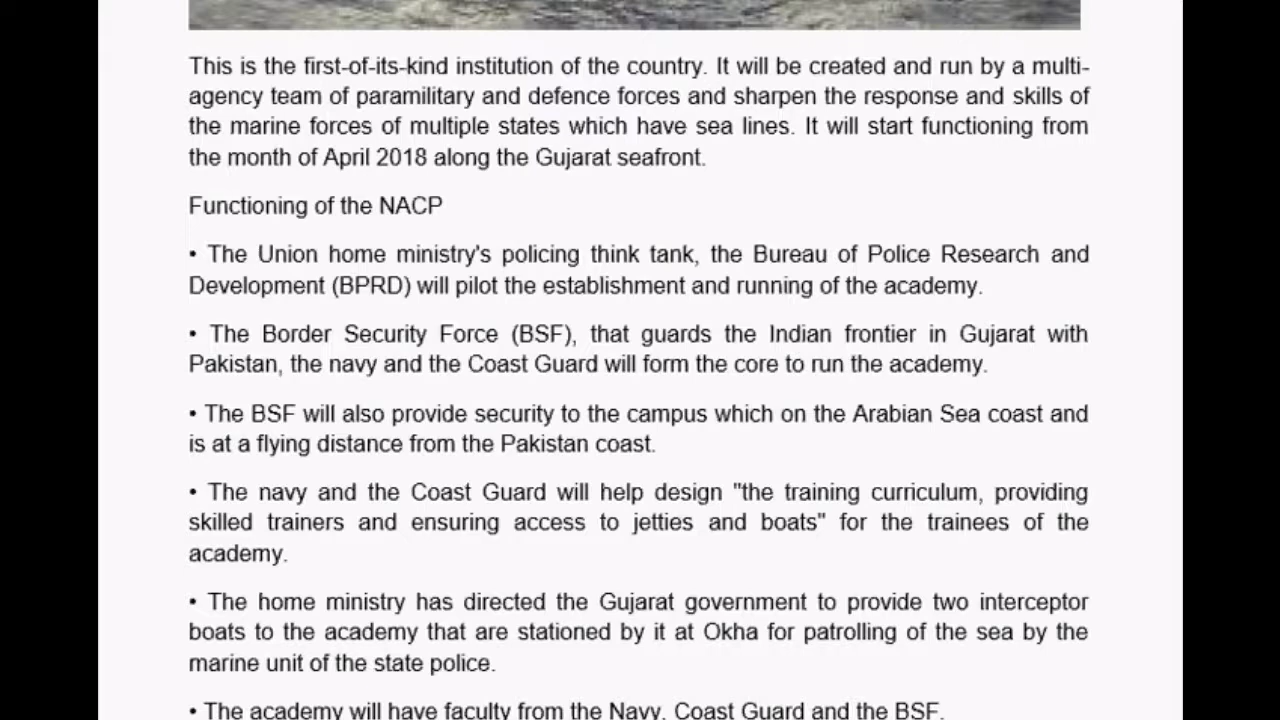 This is the first-of-its-kind institution of the country. It will be created and run by a multi-
agency team of paramilitary and defence forces and sharpen the response and skills of
the marine forces of multiple states which have sea lines. It will start functioning from
the month of April 2018 along the Gujarat seafront.
Functioning of the NACP
• The Union home ministry's policing think tank, the Bureau of Police Research and
Development (BPRD) will pilot the establishment and running of the academy.
• The Border Security Force (BSF), that guards the Indian frontier in Gujarat with
Pakistan, the navy and the Coast Guard will form the core to run the academy.
• The BSF will also provide security to the campus which on the Arabian Sea coast and
is at a flying distance from the Pakistan coast.
• The navy and the Coast Guard will help design "the training curriculum, providing
skilled trainers and ensuring access to jetties and boats" for the trainees of the
academy.
• The home ministry has directed the Gujarat government to provide two interceptor
boats to the academy that are stationed by it at Okha for patrolling of the sea by the
marine unit of the state police.
• The academy will have faculty from the Navy, Coast Guard and the BSF.